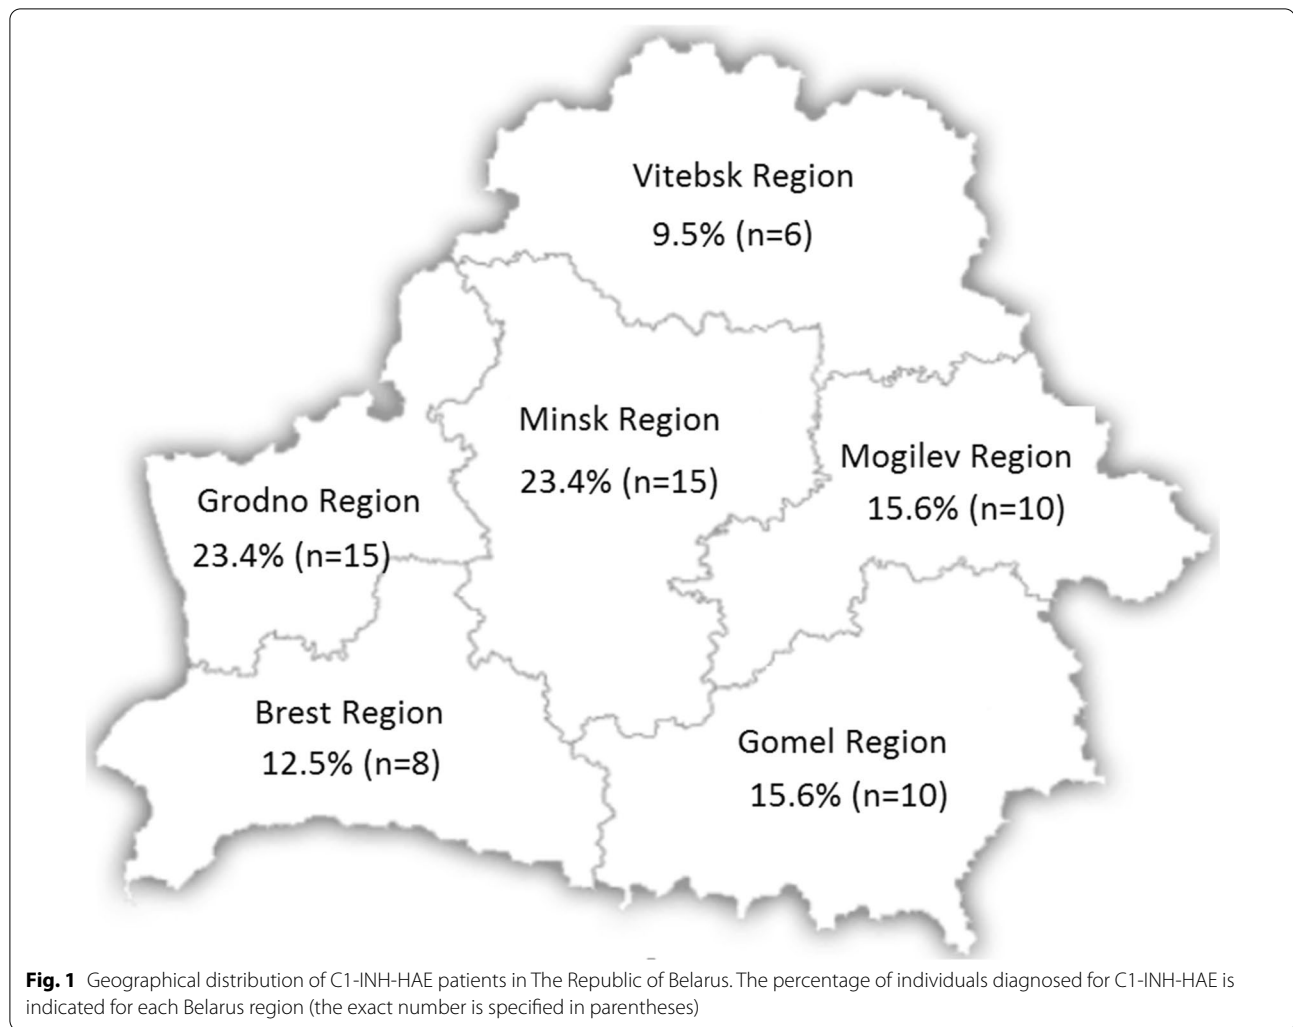 Vitebsk Region
9.5% (n=6)
Minsk Region
23.4% (n=15)
Mogilev Region
15.6% (n=10)
Grodno Region
23.4% (n=15)
Brest Region
12.5% (n=8)
Gomel Region
15.6% (n=10)
Fig. 1 Geographical distribution of C1-INH-HAE patients in The Republic of Belarus. The percentage of individuals diagnosed for C1-INH-HAE is
indicated for each Belarus region (the exact number is specified in parentheses)